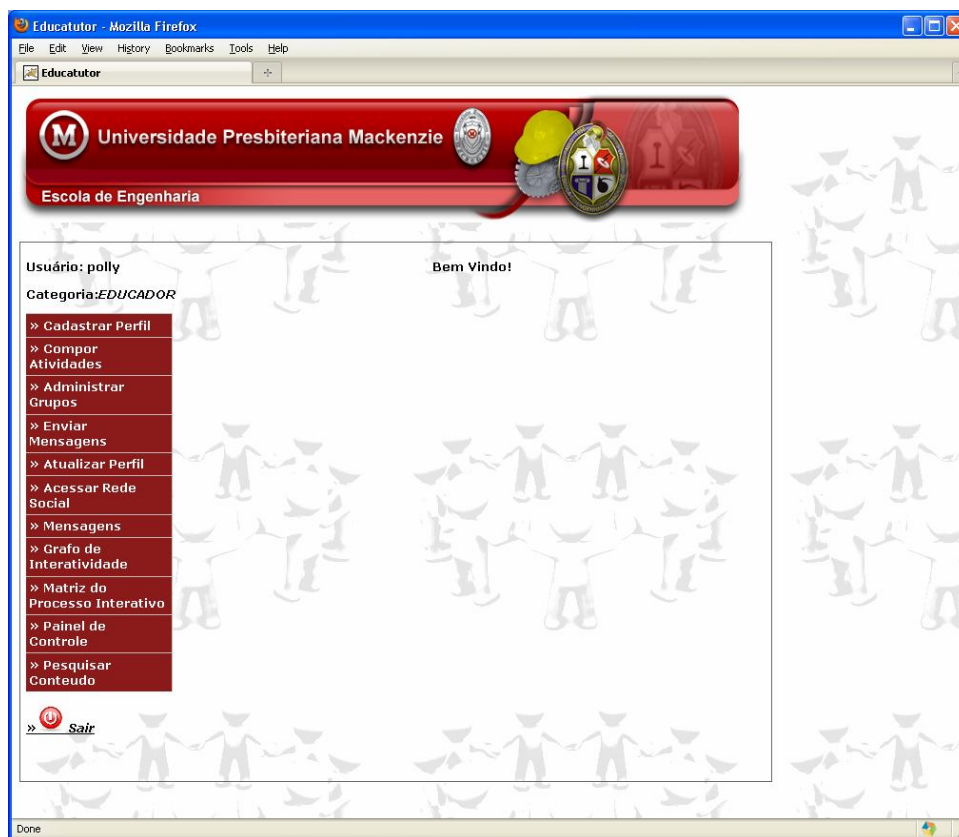 Educatutor - Mozilla Firefox
File Edit View History Bookmarks Tools Help
Educatutor
M Universidade Presbiteriana Mackenzie
Escola de Engenharia
Usuário: polly
Bem Vindo!
Categoria:EDUCADOR
» Cadastrar Perfil
» Compor
Atividades
» Administrar
Grupos
» Enviar
Mensagens
» Atualizar Perfil
» Acessar Rede
Social
» Mensagens
» Grafo de
Interatividade
» Matriz do
Processo Interativo
» Painel de
Controle
» Pesquisar
Conteudo
» Sair
Done